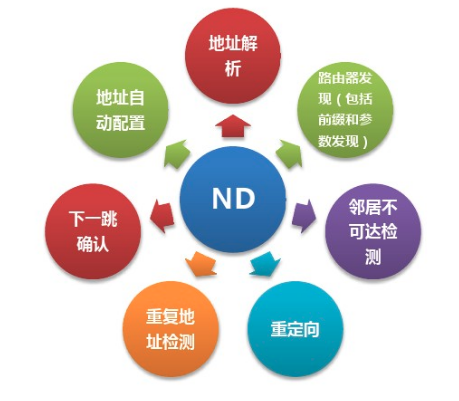 地址解
析
路由器发
现（包括
前缀和参
数发现）
地址自
动配置
ND
邻居不
可达检
测
下一跳
确认
重复地
址检测
重定向